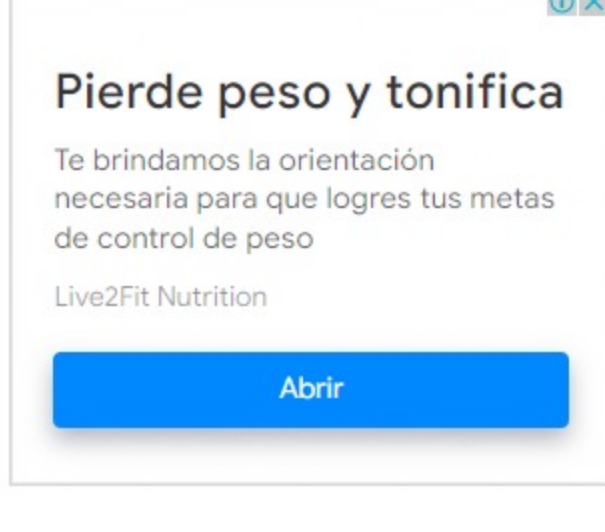 Pierde peso y tonifica
Te brindamos la orientación
necesaria para que logres tus metas
de control de peso
Live2Fit Nutrition
Abrir